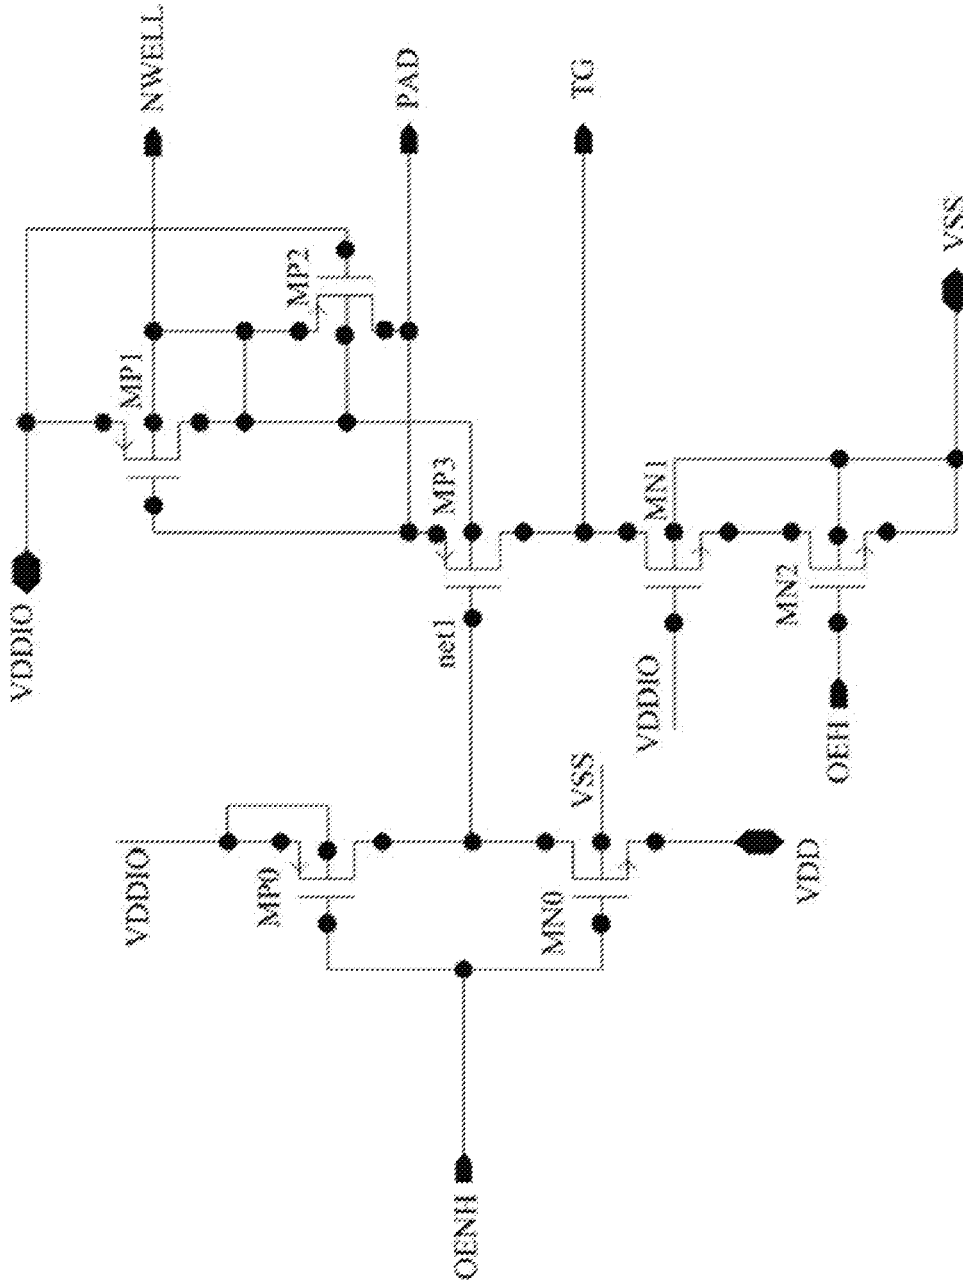 NWELL
PAD
TG
VSS
MP2
MP1
MP3
MN1
MN2
VDDIO
net1
VDDIO
OEH
VSS
VDDIO
MP0
MN0
VDD
OENH